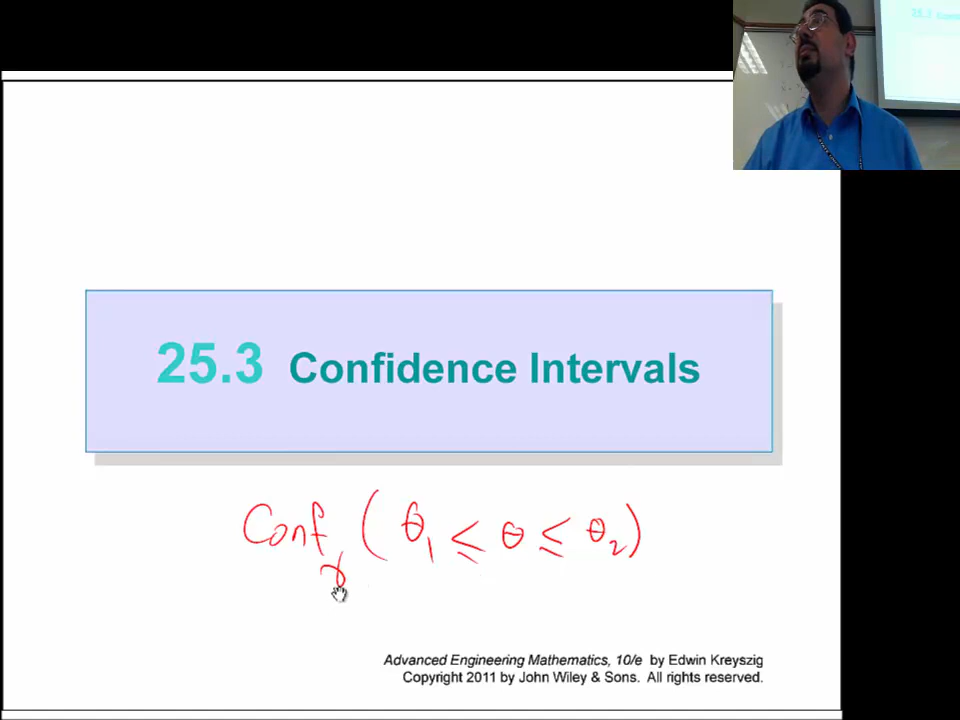 25.3 Confidence Intervals
Conf_γ ( θ₁ ≤ θ ≤ θ₂ )
Advanced Engineering Mathematics, 10/e by Edwin Kreyszig
Copyright 2011 by John Wiley & Sons. All rights reserved.